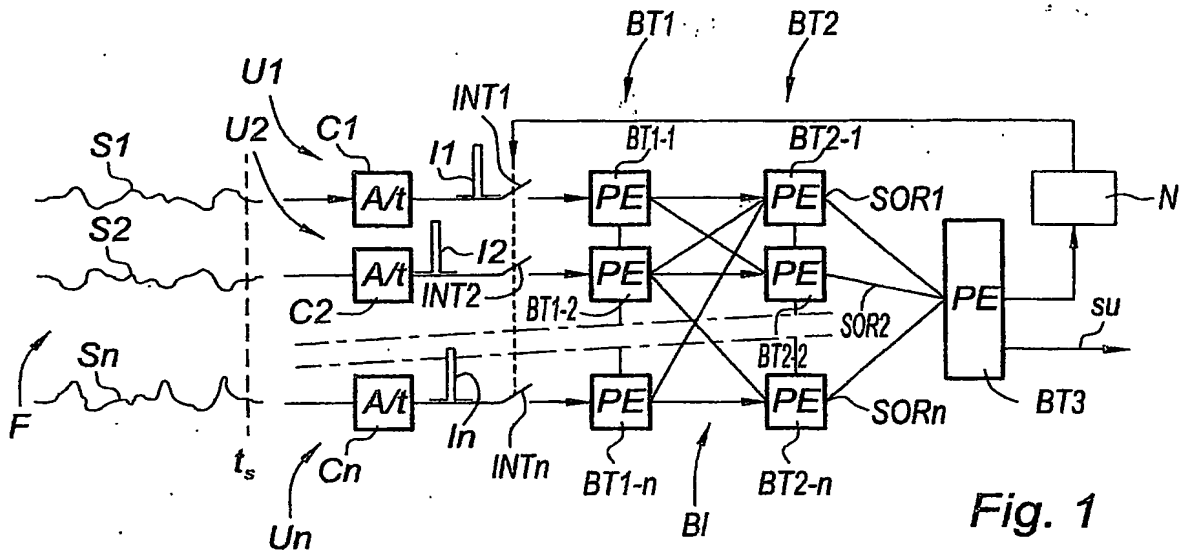 BT1
BT2
U1
U2
C1
INT1
I1
BT1-1
BT2-1
S1
A/t
PE
PE
SOR1
N
S2
I2
A/t
INT2
PE
PE
PE
C2
BT1-2
SOR2
su
BT2-2
Sn
A/t
In
PE
PE
SORn
BT3
F
ts
Cn
INTn
BT1-n
BT2-n
Un
BI
Fig. 1